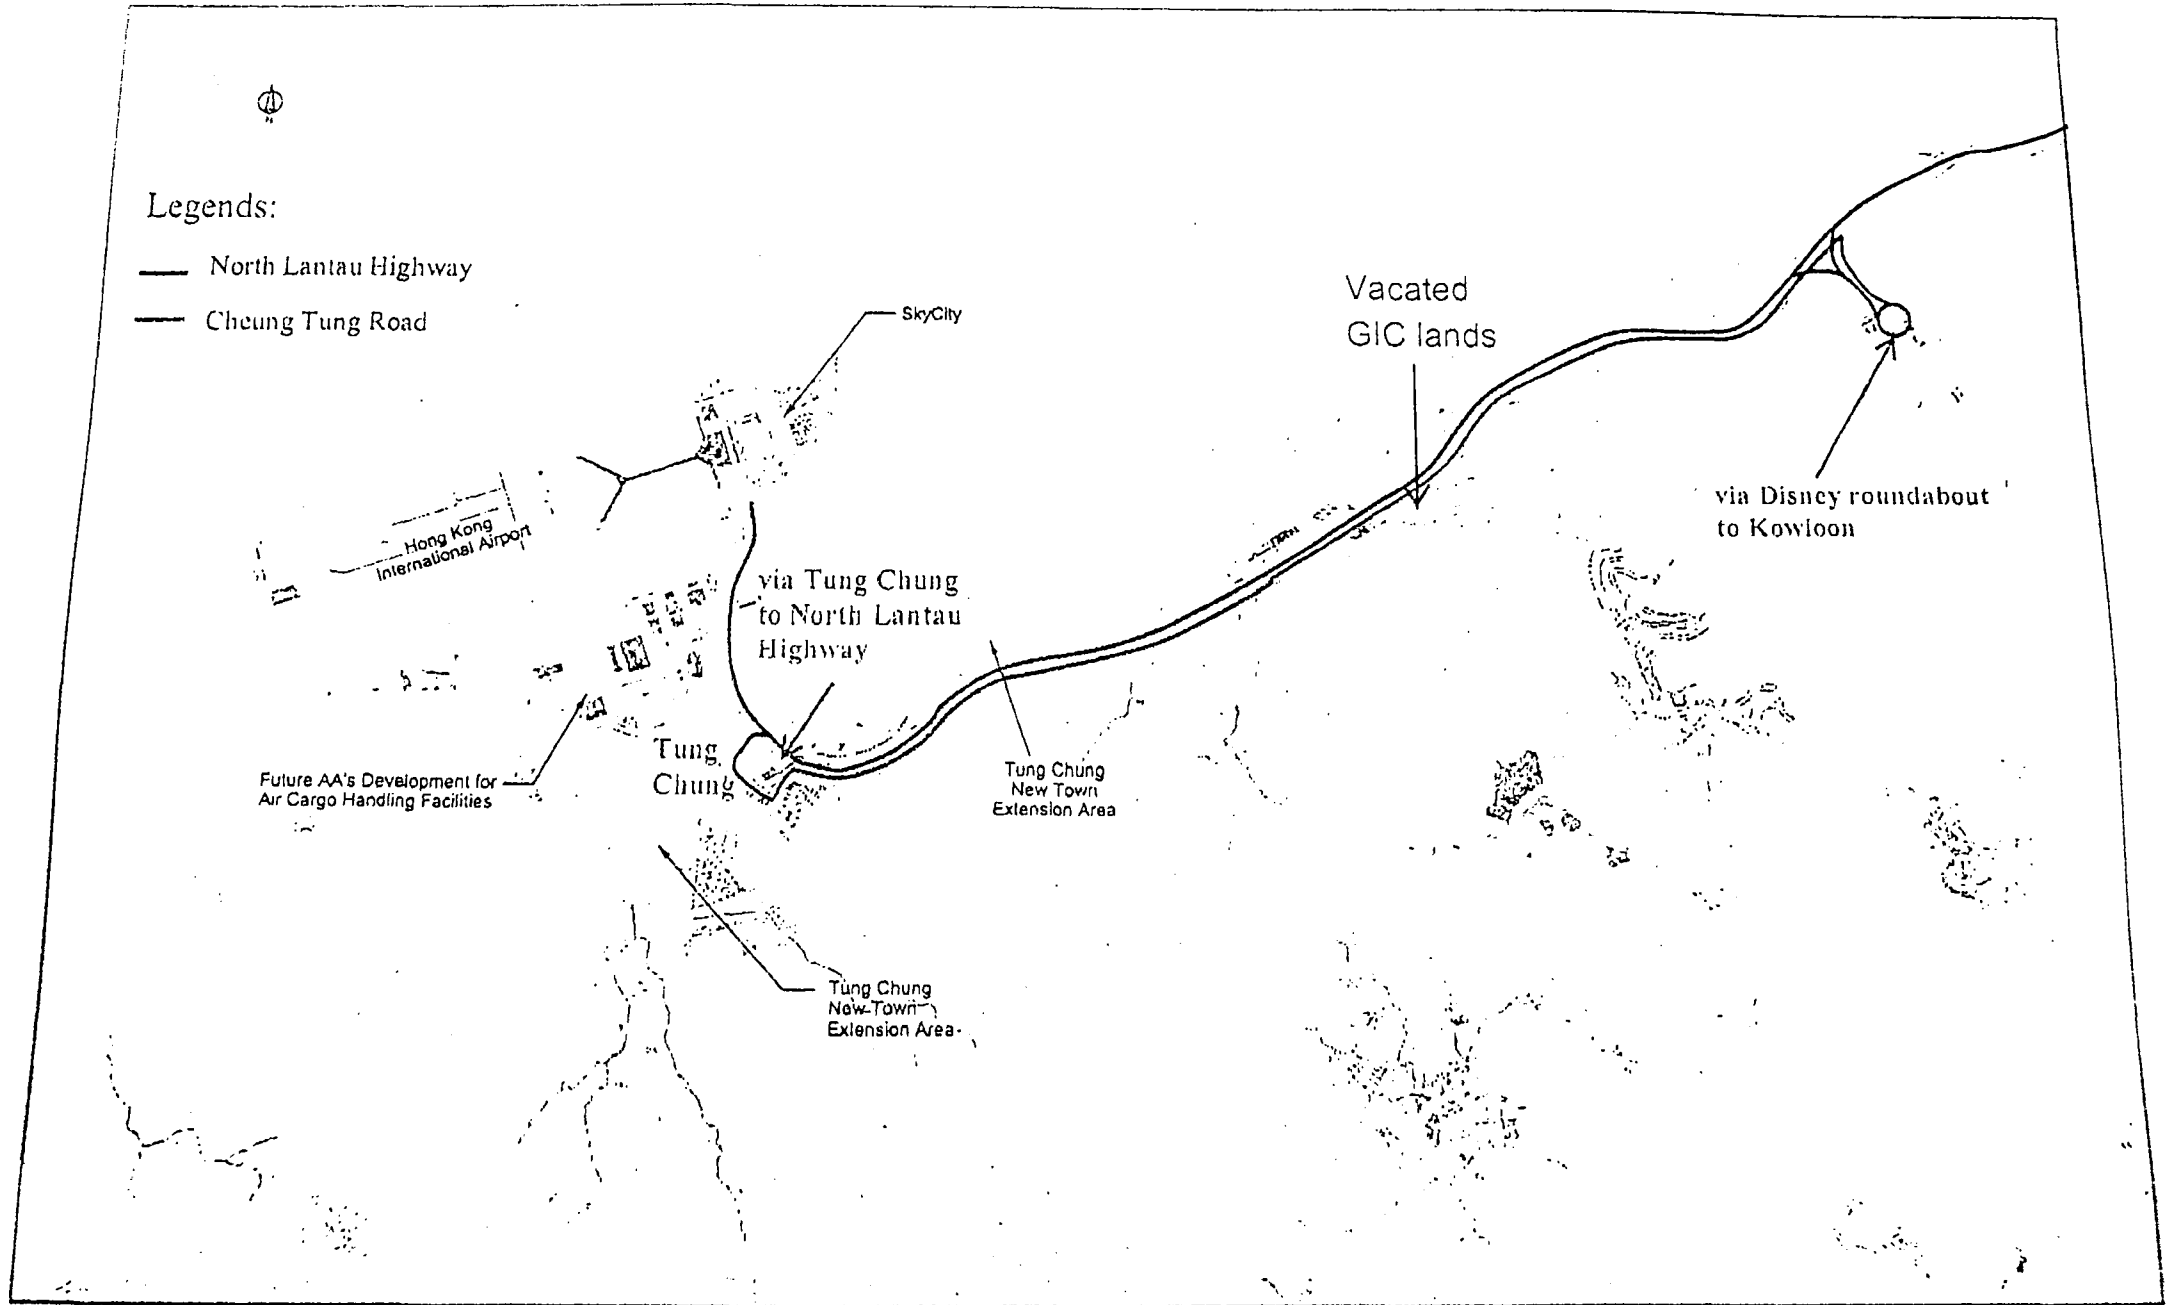 Legends:
North Lantau Highway
Cheung Tung Road
SkyCity
Vacated
GIC lands
via Disney roundabout
to Kowloon
Hong Kong
International Airport
via Tung Chung
to North Lantau
Highway
Tung
Chung
Future AA's Development for
Air Cargo Handling Facilities
Tung Chung
New Town
Extension Area
Tung Chung
New Town
Extension Area